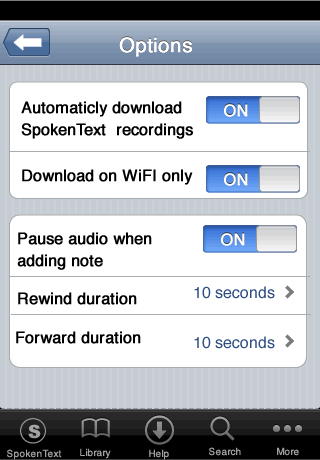 Options
Automaticly download
SpokenText recordings
ON
Download on WiFI only
ON
Pause audio when
adding note
ON
Rewind duration
10 seconds
Forward duration
10 seconds
SpokenText
Library
Help
Search
More